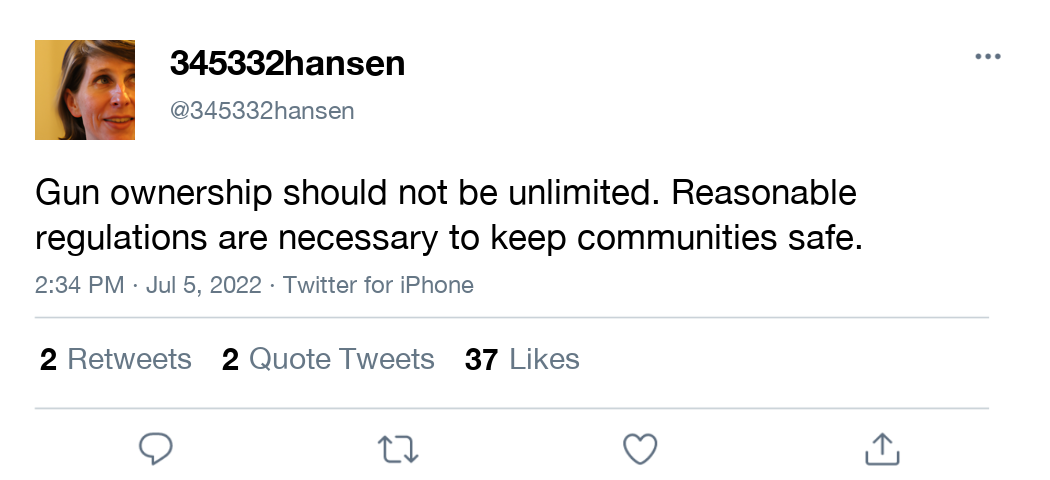 345332hansen
@345332hansen
Gun ownership should not be unlimited. Reasonable
regulations are necessary to keep communities safe.
2:34 PM · Jul 5, 2022 · Twitter for iPhone
2 Retweets 2 Quote Tweets 37 Likes